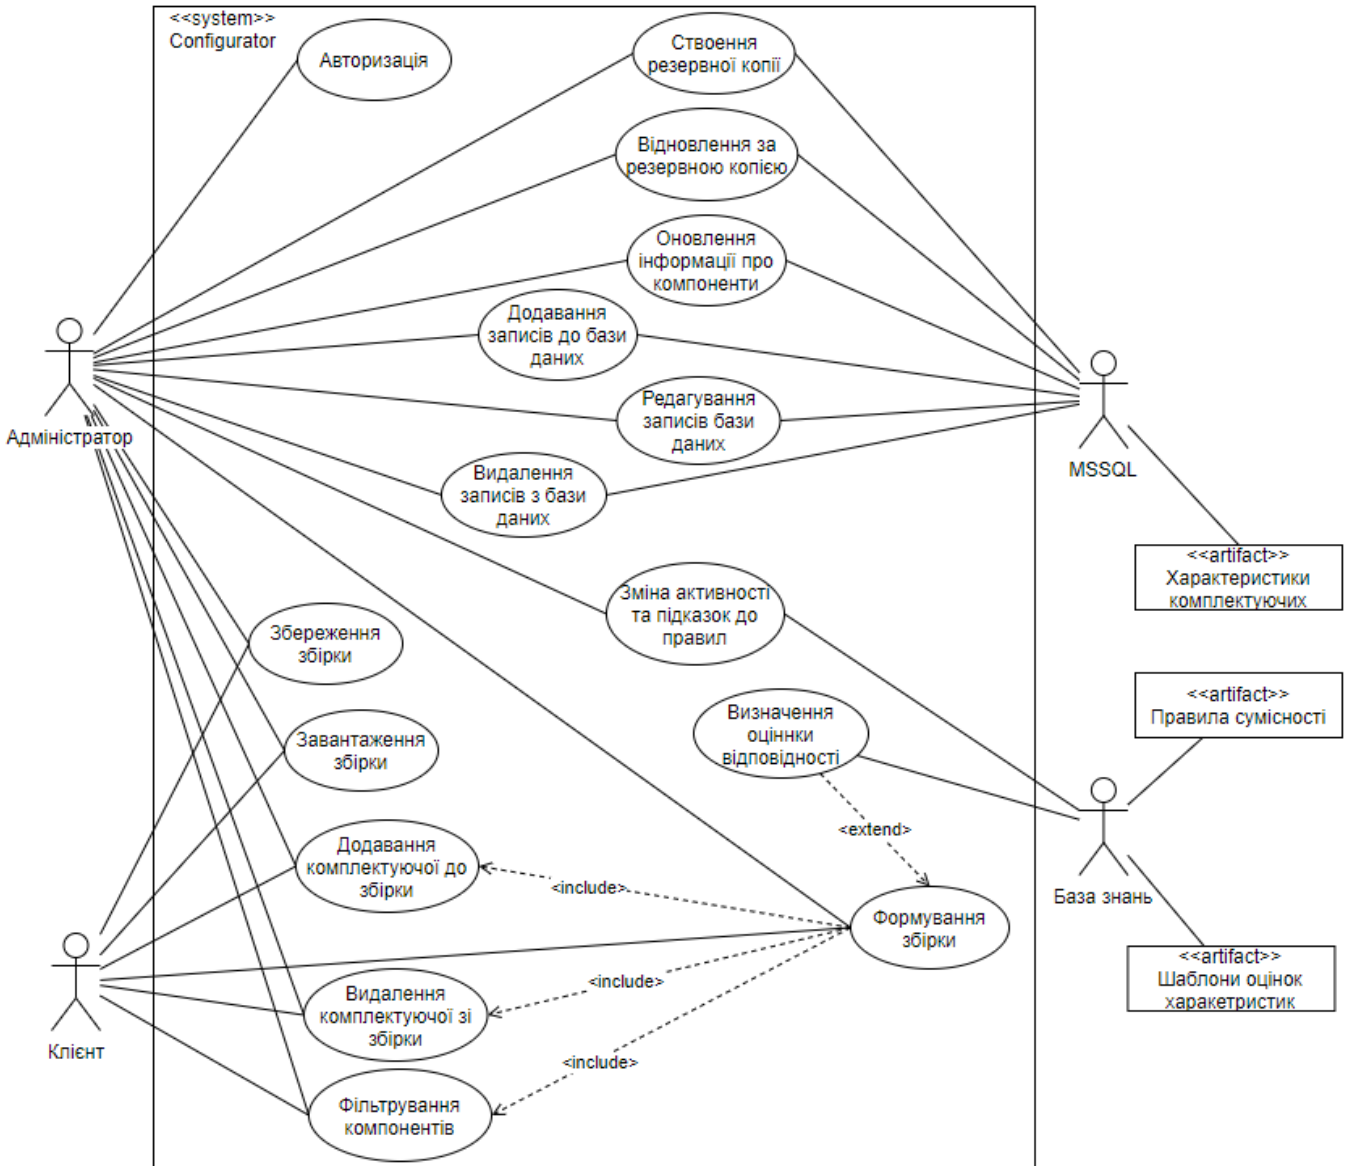 <<system>>
Configurator
Авторизація
Ствоення
резервної копії
Відновлення за
резервною копією
Оновлення
інформації про
компоненти
Додавання
записів до бази
даних
Редагування
записів бази
даних
Видалення
записів з бази
даних
Адміністратор
MSSQL
<<artifact>>
Характеристики
комплектуючих
Зміна активності
та підказок до
правил
Збереження
збірки
Визначення
оціннки
відповідності
<<artifact>>
Правила сумісності
Завантаження
збірки
<extend>
Додавання
комплектуючої до
збірки
<include>
База знань
Формування
збірки
<<artifact>>
Шаблони оцінок
характеристик
<include>
Видалення
комплектуючої зі
збірки
Клієнт
<include>
Фільтрування
компонентів